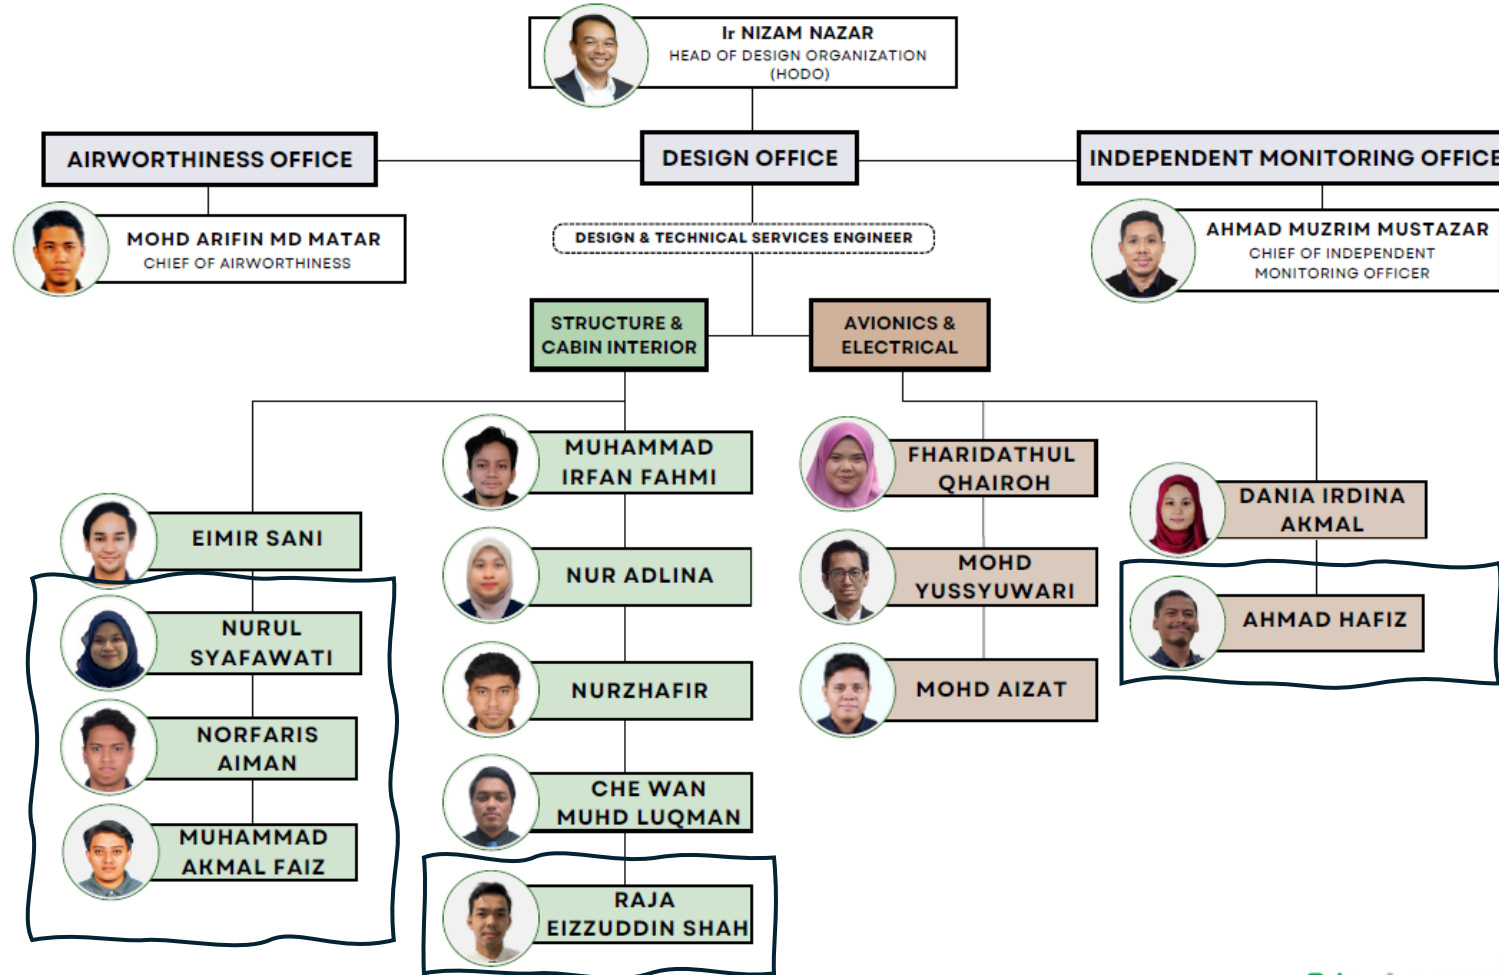 Ir NIZAM NAZAR
HEAD OF DESIGN ORGANIZATION
(HODO)
AIRWORTHINESS OFFICE
DESIGN OFFICE
INDEPENDENT MONITORING OFFICE
MOHD ARIFIN MD MATAR
CHIEF OF AIRWORTHINESS
DESIGN & TECHNICAL SERVICES ENGINEER
AHMAD MUZRIM MUSTAZAR
CHIEF OF INDEPENDENT
MONITORING OFFICER
STRUCTURE &
CABIN INTERIOR
AVIONICS &
ELECTRICAL
EIMIR SANI
NURUL
SYAFAWATI
NORFARIS
AIMAN
MUHAMMAD
AKMAL FAIZ
MUHAMMAD
IRFAN FAHMI
NUR ADLINA
NURZHAFIR
CHE WAN
MUHD LUQMAN
RAJA
EIZZUDDIN SHAH
FHARIDATHUL
QHAIROH
MOHD
YUSSYUWARI
MOHD AIZAT
DANIA IRDINA
AKMAL
AHMAD HAFIZ